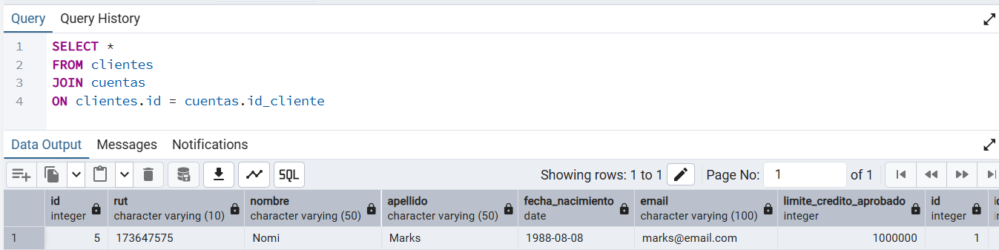 Query Query History
1 SELECT *
2 FROM clientes
3 JOIN cuentas
4 ON clientes.id = cuentas.id_cliente
Data Output Messages Notifications
SQL Showing rows: 1 to 1 Page No: 1 of 1
id rut nombre apellido fecha_nacimiento email limite_credito_aprobado id
integer character varying (10) character varying (50) character varying (50) date character varying (100) integer integer
1 5 173647575 Nomi Marks 1988-08-08 marks@email.com 1000000 1